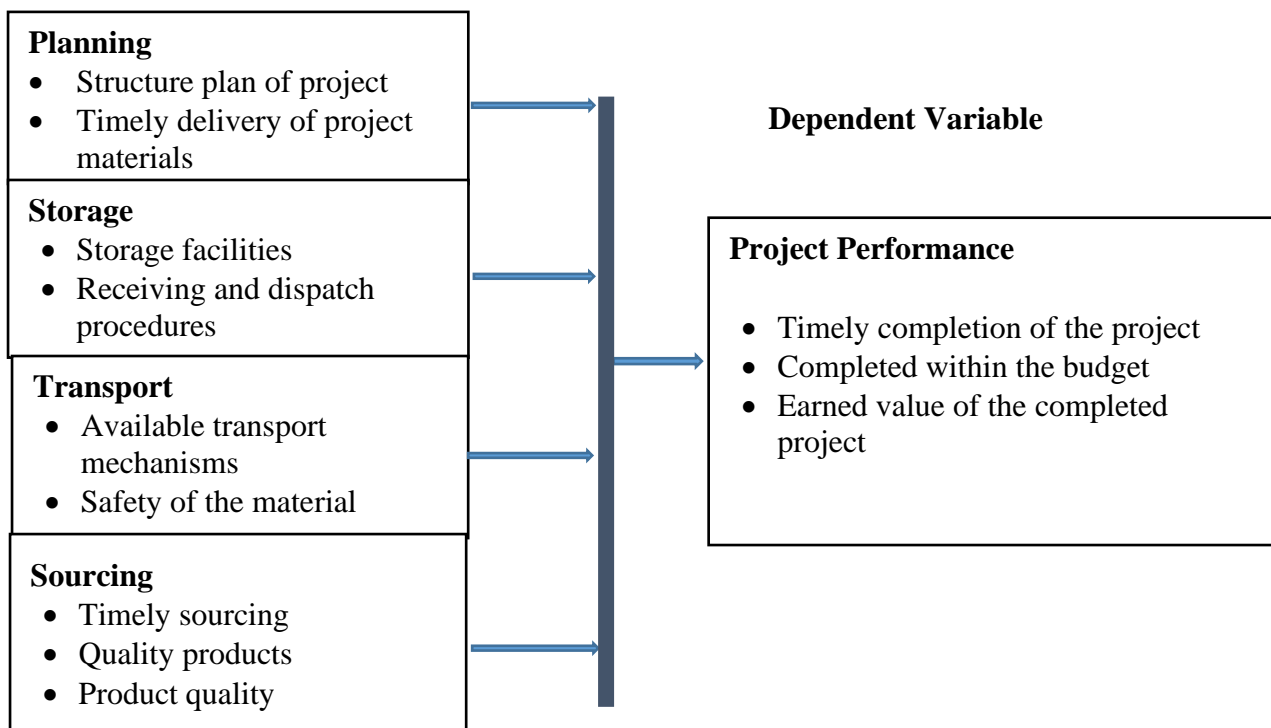 Planning
• Structure plan of project
• Timely delivery of project
materials
Storage
• Storage facilities
• Receiving and dispatch
procedures
Transport
• Available transport
mechanisms
• Safety of the material
Sourcing
• Timely sourcing
• Quality products
• Product quality
Dependent Variable
Project Performance
• Timely completion of the project
• Completed within the budget
• Earned value of the completed
project